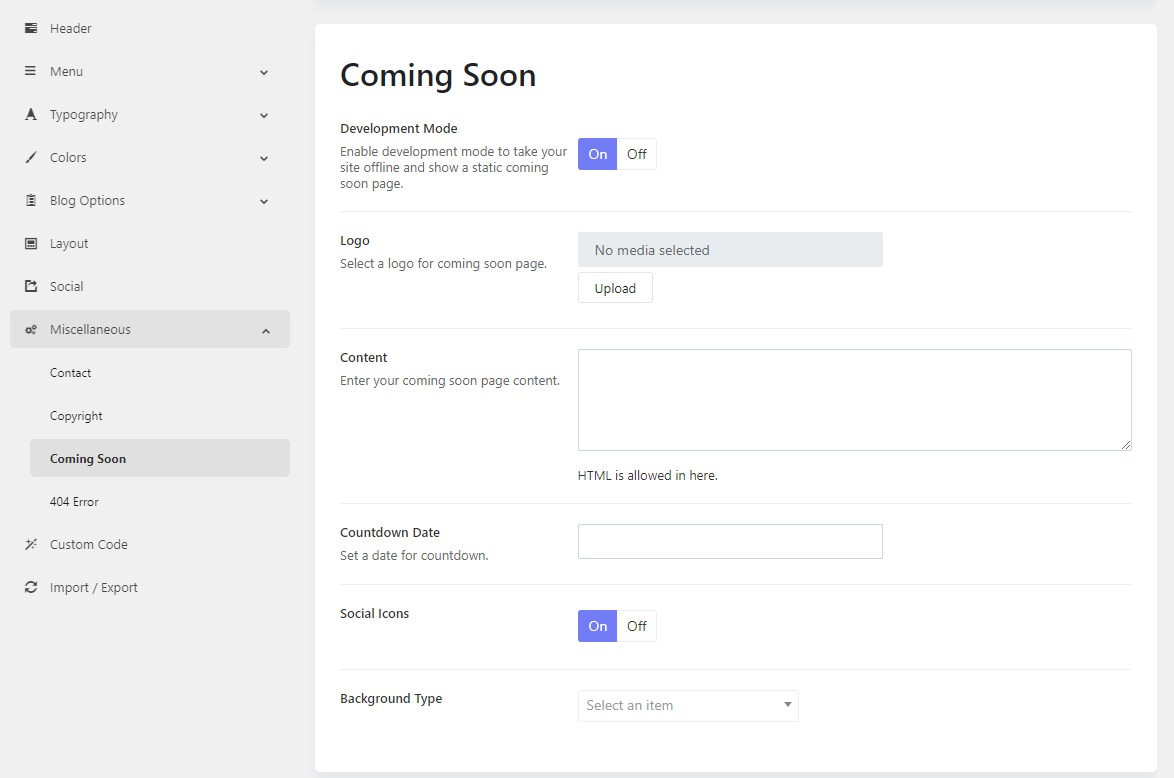 Header
Menu
Typography
Colors
Blog Options
Layout
Social
Miscellaneous
Contact
Copyright
Coming Soon
404 Error
Custom Code
Import / Export
Coming Soon
Development Mode
Enable development mode to take your
site offline and show a static coming
soon page.
On Off
Logo
Select a logo for coming soon page.
No media selected
Upload
Content
Enter your coming soon page content.
HTML is allowed in here.
Countdown Date
Set a date for countdown.
Social Icons
On Off
Background Type
Select an item